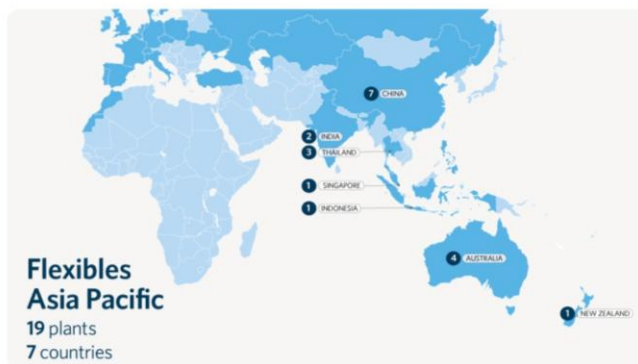 7 CHINA
2 INDIA
3 THAILAND
1 SINGAPORE
1 INDONESIA
4 AUSTRALIA
1 NEW ZEALAND
Flexibles
Asia Pacific
19 plants
7 countries